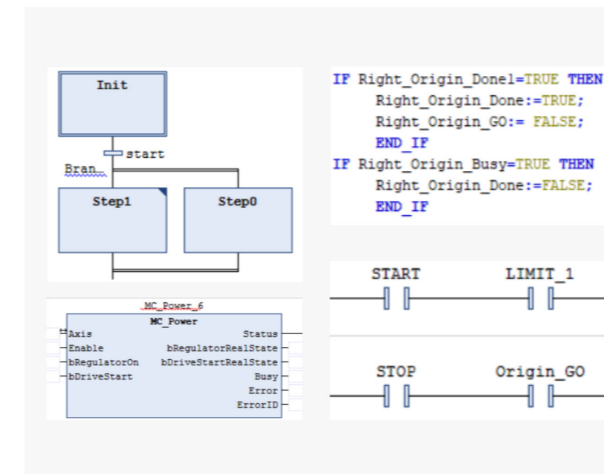 Init
start
Bran...
Step1 Step0
MC_Power_6
MC_Power
Axis Status
Enable bRegulatorRealState
bRegulatorOn bDriveStartRealState
bDriveStart Busy
Error
ErrorID
IF Right_Origin_Done1=TRUE THEN
Right_Origin_Done:=TRUE;
Right_Origin_GO:= FALSE;
END_IF
IF Right_Origin_Busy=TRUE THEN
Right_Origin_Done:=FALSE;
END_IF
START LIMIT_1
STOP Origin_GO